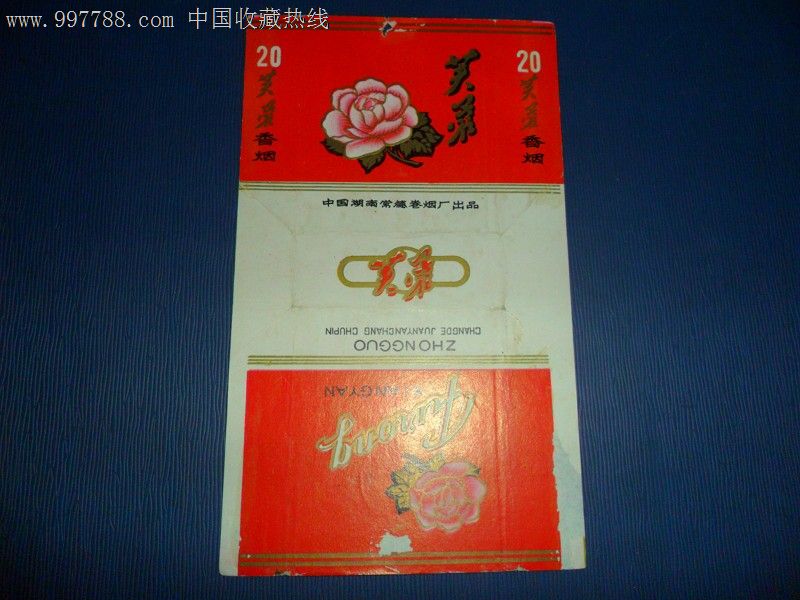 www.997788.com 中国收藏热线
20
芙蓉
香烟
芙蓉
20
芙蓉
香烟
中国湖南常德卷烟厂出品
芙蓉
ZHONGGUO
CHANGDE JUANYANCHANG CHUPIN
Furong
XIANGYAN